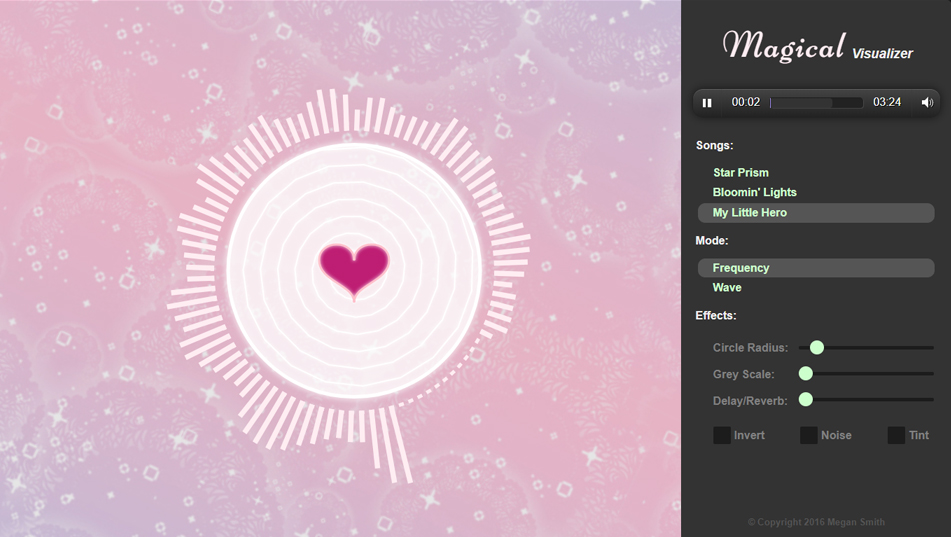 Magical Visualizer
00:02 03:24
Songs:
Star Prism
Bloomin' Lights
My Little Hero
Mode:
Frequency
Wave
Effects:
Circle Radius:
Grey Scale:
Delay/Reverb:
Invert Noise Tint
© Copyright 2016 Megan Smith